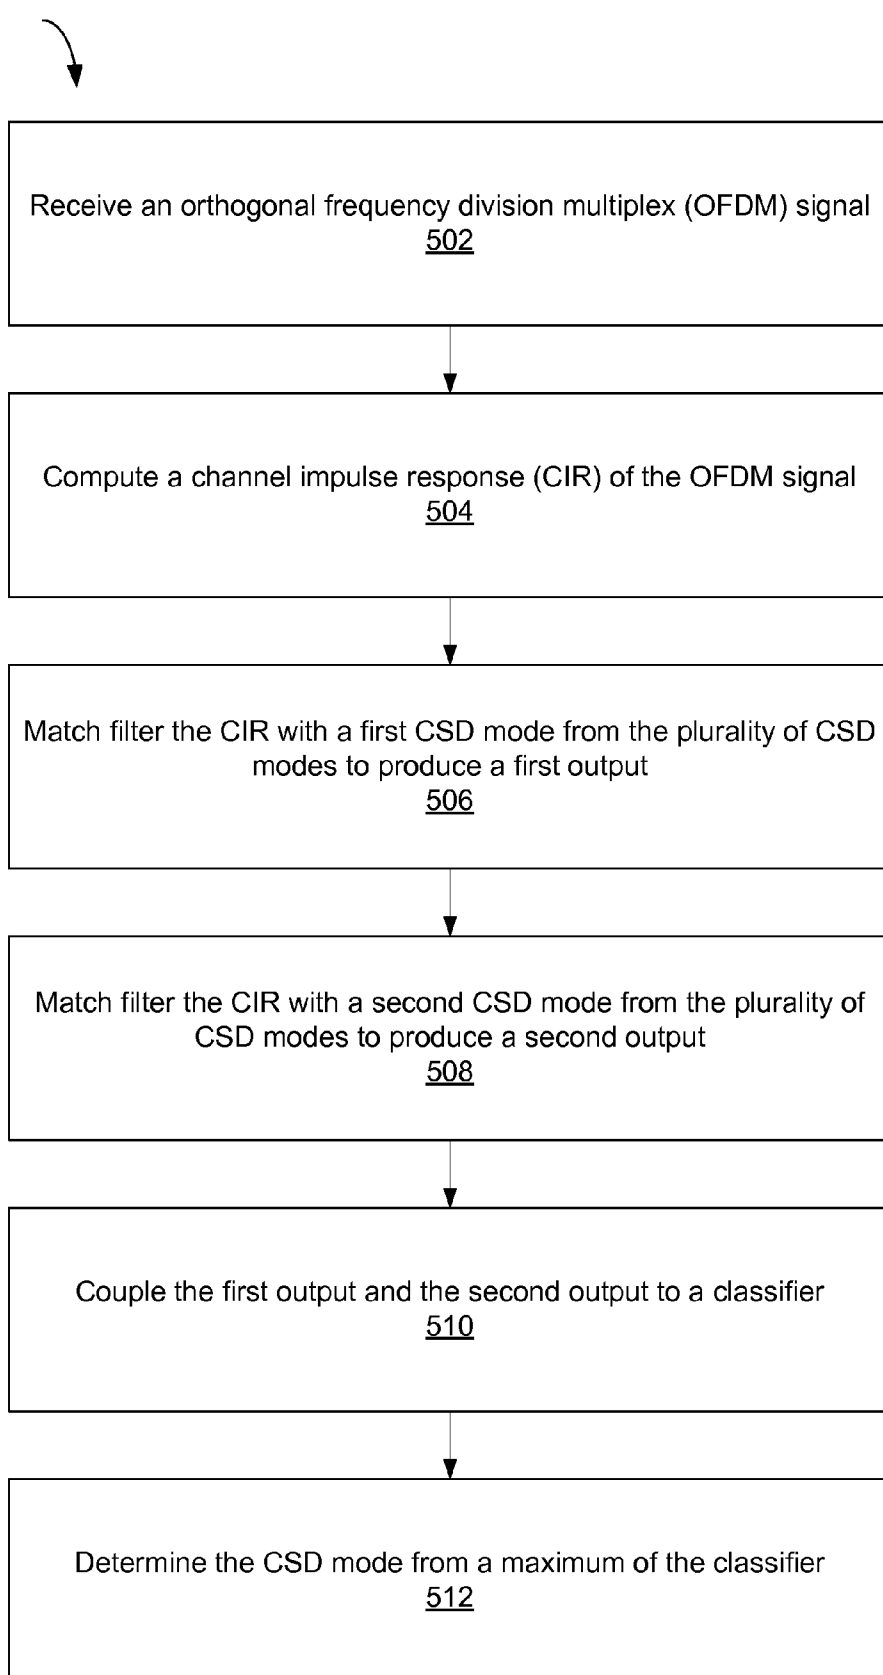 Receive an orthogonal frequency division multiplex (OFDM) signal
502
Compute a channel impulse response (CIR) of the OFDM signal
504
Match filter the CIR with a first CSD mode from the plurality of CSD
modes to produce a first output
506
Match filter the CIR with a second CSD mode from the plurality of
CSD modes to produce a second output
508
Couple the first output and the second output to a classifier
510
Determine the CSD mode from a maximum of the classifier
512